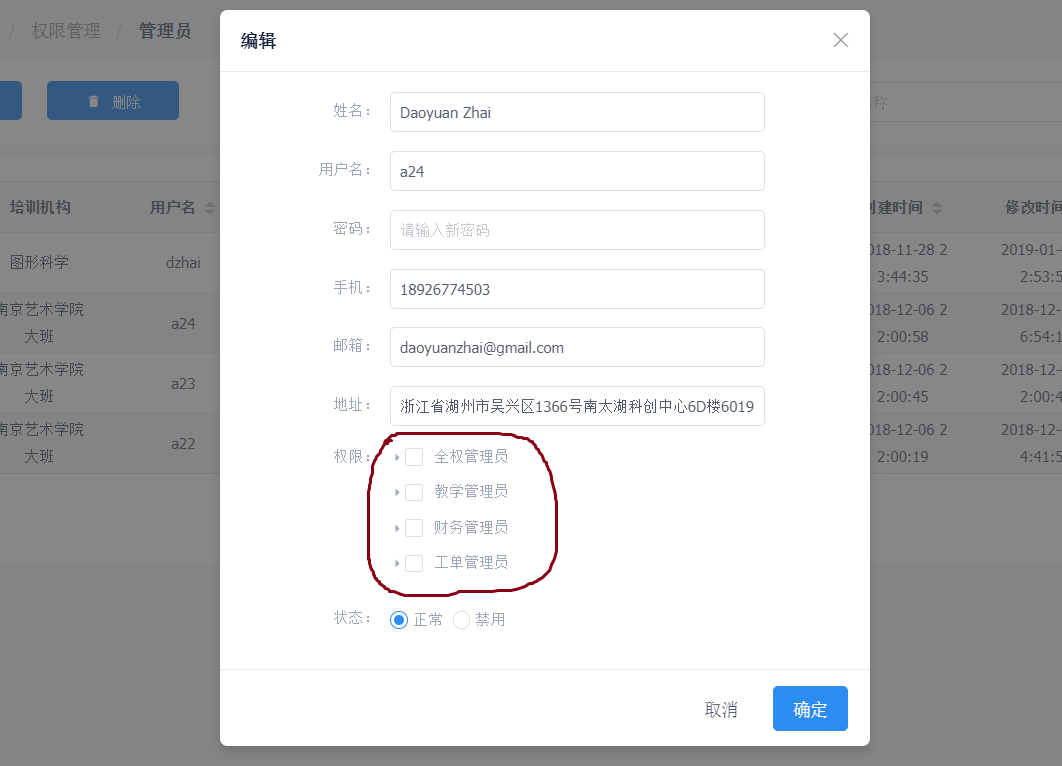 / 权限管理 / 管理员
编辑
删除
称
姓名：
Daoyuan Zhai
用户名：
a24
密码：
请输入新密码
手机：
18926774503
邮箱：
daoyuanzhai@gmail.com
地址：
浙江省湖州市吴兴区1366号南太湖科创中心6D楼6019
权限：
全权管理员
教学管理员
财务管理员
工单管理员
状态：
正常 禁用
取消 确定
培训机构 用户名
创建时间 修改时间
图形科学 dzhai
018-11-28 2
3:44:35
2019-01-
2:53:5
南京艺术学院
大班
a24
018-12-06 2
2:00:58
2018-12-
6:54:1
南京艺术学院
大班
a23
018-12-06 2
2:00:45
2018-12-
2:00:4
南京艺术学院
大班
a22
018-12-06 2
2:00:19
2018-12-
4:41:5